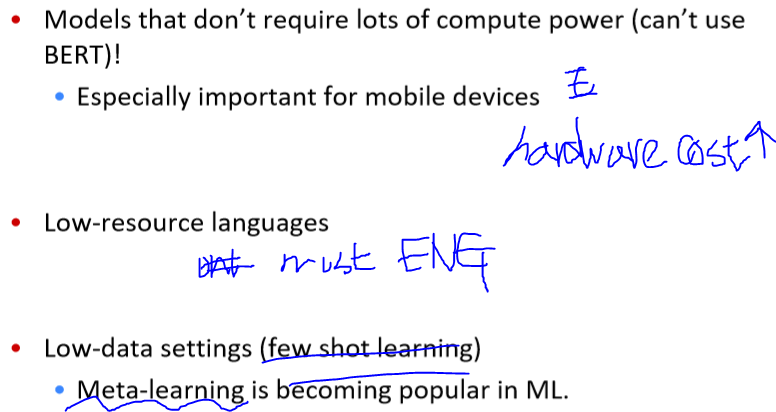 • Models that don't require lots of compute power (can't use
BERT)!
• Especially important for mobile devices
hardware cost↑
• Low-resource languages
must ENG
• Low-data settings (few shot learning)
• Meta-learning is becoming popular in ML.